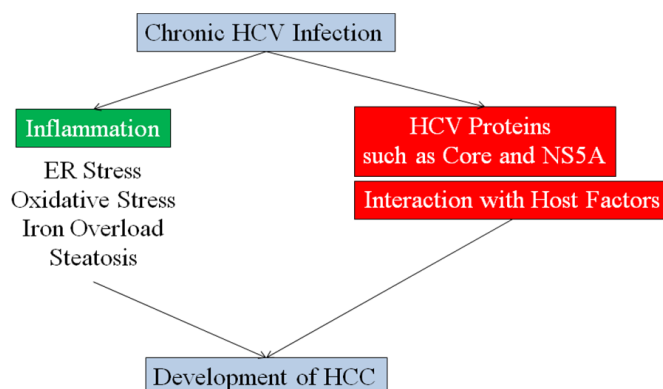 Chronic HCV Infection
Inflammation
ER Stress
Oxidative Stress
Iron Overload
Steatosis
HCV Proteins
such as Core and NS5A
Interaction with Host Factors
Development of HCC